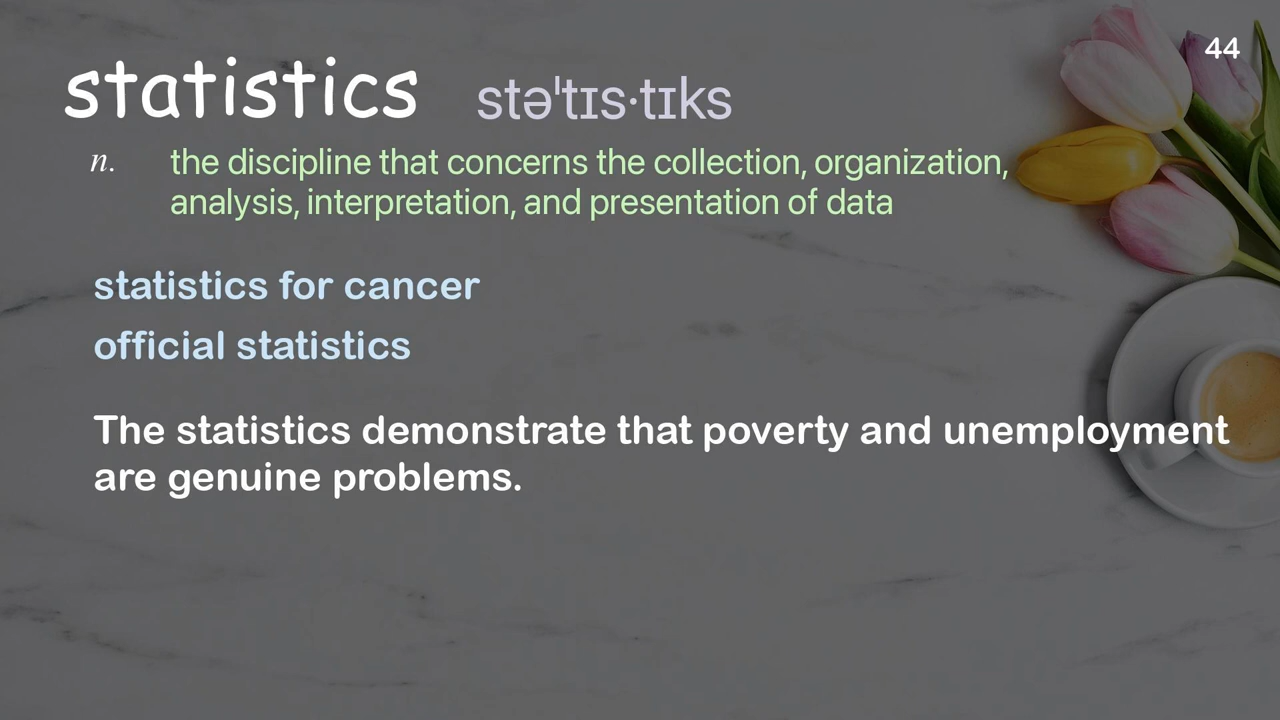 44
statistics stəˈtɪs·tɪks
n. the discipline that concerns the collection, organization,
analysis, interpretation, and presentation of data
statistics for cancer
official statistics
The statistics demonstrate that poverty and unemployment
are genuine problems.